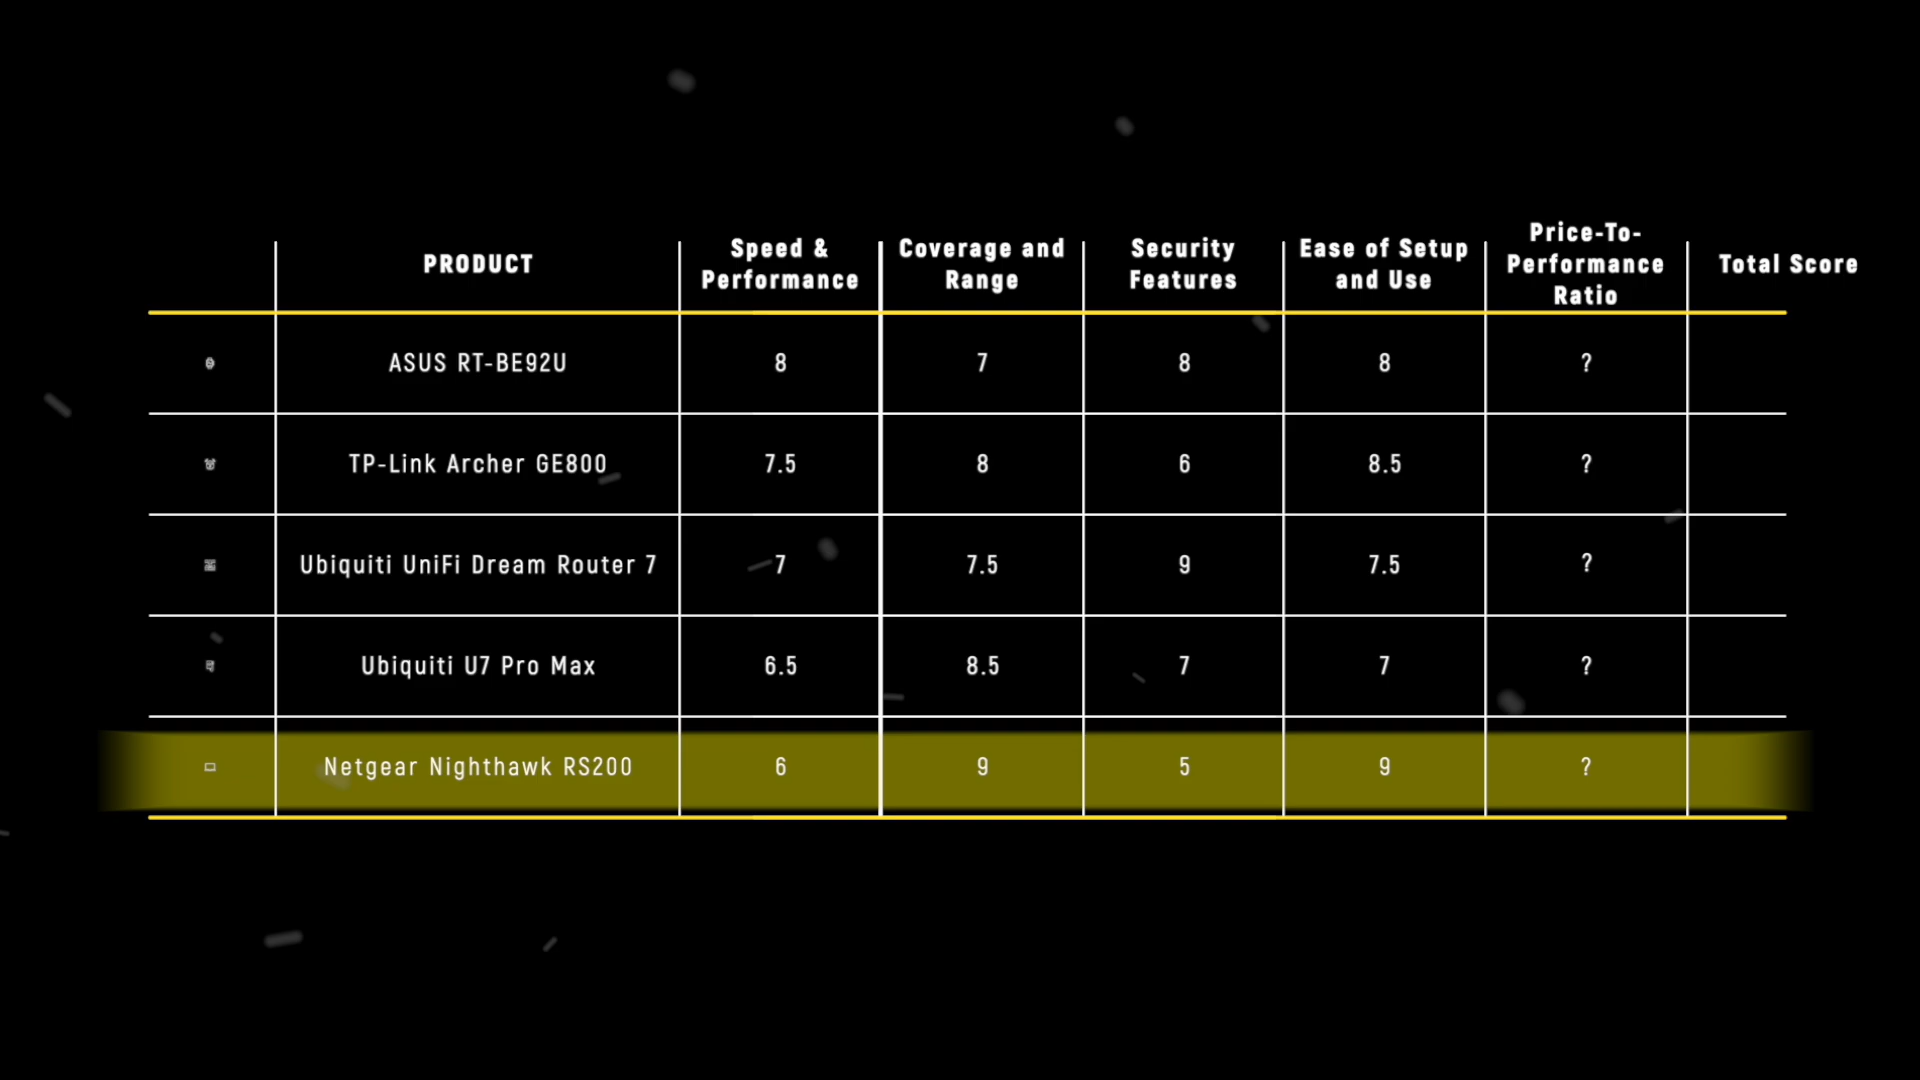 PRODUCT
Speed &
Performance
Coverage and
Range
Security
Features
Ease of Setup
and Use
Price-To-
Performance
Ratio
Total Score
ASUS RT-BE92U 8 7 8 8 ?
TP-Link Archer GE800 7.5 8 6 8.5 ?
Ubiquiti UniFi Dream Router 7 7 7.5 9 7.5 ?
Ubiquiti U7 Pro Max 6.5 8.5 7 7 ?
Netgear Nighthawk RS200 6 9 5 9 ?